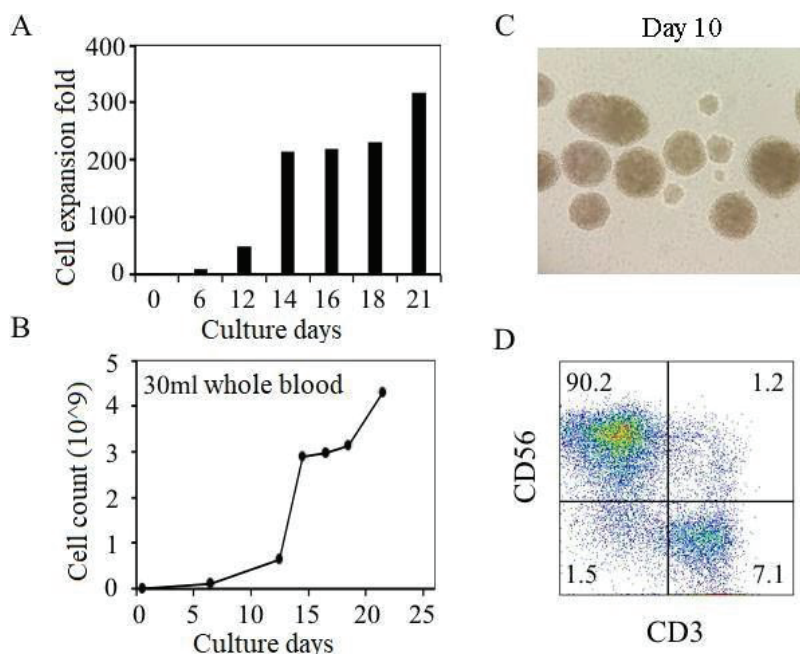 A
400
300
200
100
0
Cell expansion fold
0 6 12 14 16 18 21
Culture days
B
5
4
3
2
1
0
Cell count (10^9)
30ml whole blood
0 5 10 15 20 25
Culture days
C
Day 10
D
90.2 1.2
1.5 7.1
CD56
CD3